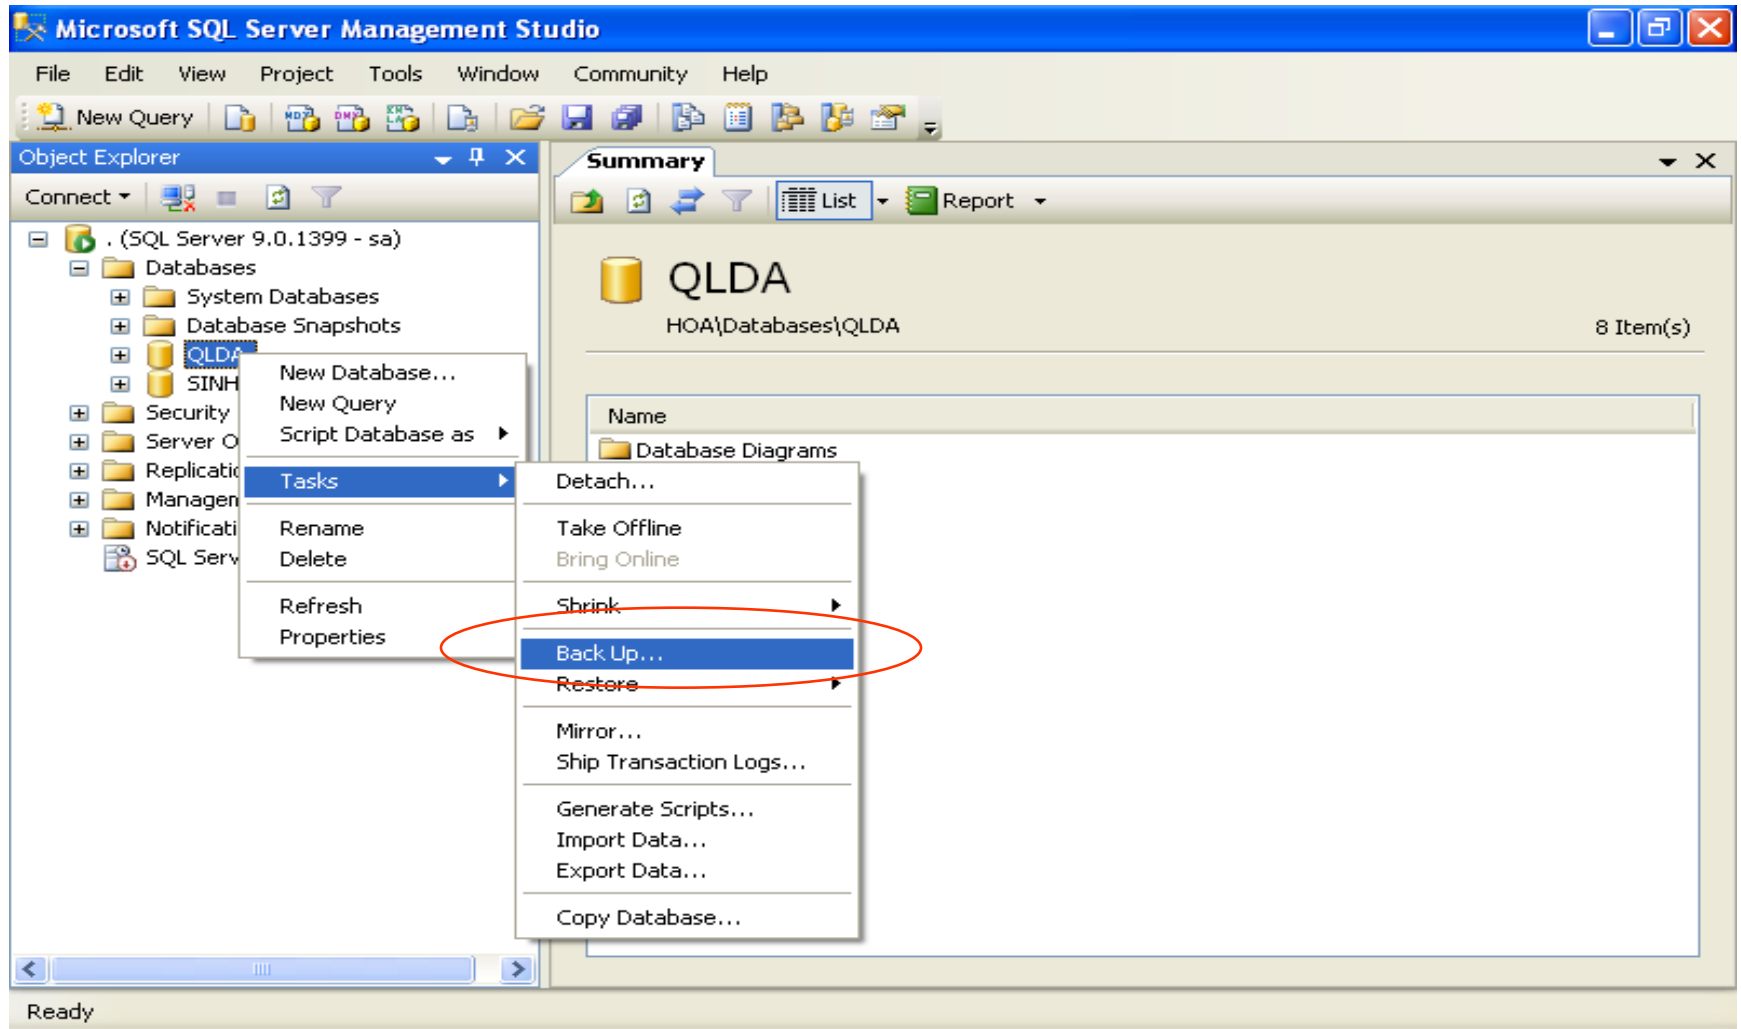 Microsoft SQL Server Management Studio
File Edit View Project Tools Window Community Help
New Query
Object Explorer
Summary
Connect
List Report
. (SQL Server 9.0.1399 - sa)
Databases
System Databases
Database Snapshots
QLDA
SINH
Security
Server O
Replicatio
Managen
Notificati
SQL Serv
New Database...
New Query
Script Database as
Tasks
Rename
Delete
Refresh
Properties
Detach...
Take Offline
Bring Online
Shrink
Back Up...
Restore
Mirror...
Ship Transaction Logs...
Generate Scripts...
Import Data...
Export Data...
Copy Database...
QLDA
HOA\Databases\QLDA
8 Item(s)
Name
Database Diagrams
Ready